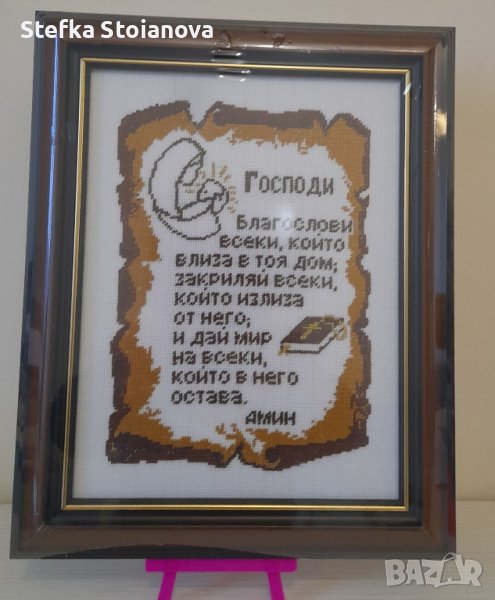 Stefka Stoianova
Господи
Благослови
всеки, който
влиза в тоя дом;
закриляй всеки,
който излиза
от него;
и дай мир
на всеки,
който в него
остава.
Амин
BAZAR